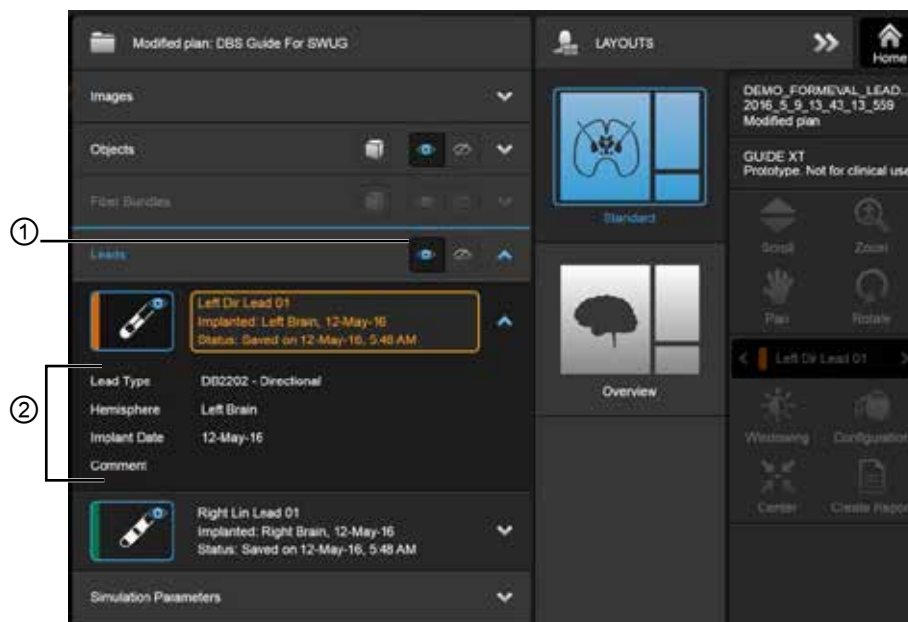 Modified plan: DBS Guide For SWUG
LAYOUTS
Home
Images
Objects
Fiber Bundles
①
Leads
Left Dir Lead 01
Implanted: Left Brain, 12-May-16
Status: Saved on 12-May-16, 5:48 AM
②
Lead Type DB2202 - Directional
Hemisphere Left Brain
Implant Date 12-May-16
Comment
Right Lin Lead 01
Implanted: Right Brain, 12-May-16
Status: Saved on 12-May-16, 5:48 AM
Simulation Parameters
Standard
Overview
DEMO_FORMEVAL_LEAD...
2016_5_9_13_43_13_559
Modified plan
GUIDE XT
Prototype. Not for clinical use
Scroll Zoom
Pan Rotate
Left Dir Lead 01
Windowing Configuration
Center Create Repor